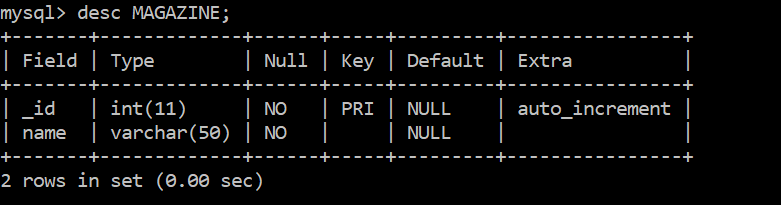 mysql> desc MAGAZINE;
+-------+-------------+------+-----+---------+----------------+
| Field | Type        | Null | Key | Default | Extra          |
+-------+-------------+------+-----+---------+----------------+
| _id   | int(11)     | NO   | PRI | NULL    | auto_increment |
| name  | varchar(50) | NO   |     | NULL    |                |
+-------+-------------+------+-----+---------+----------------+
2 rows in set (0.00 sec)